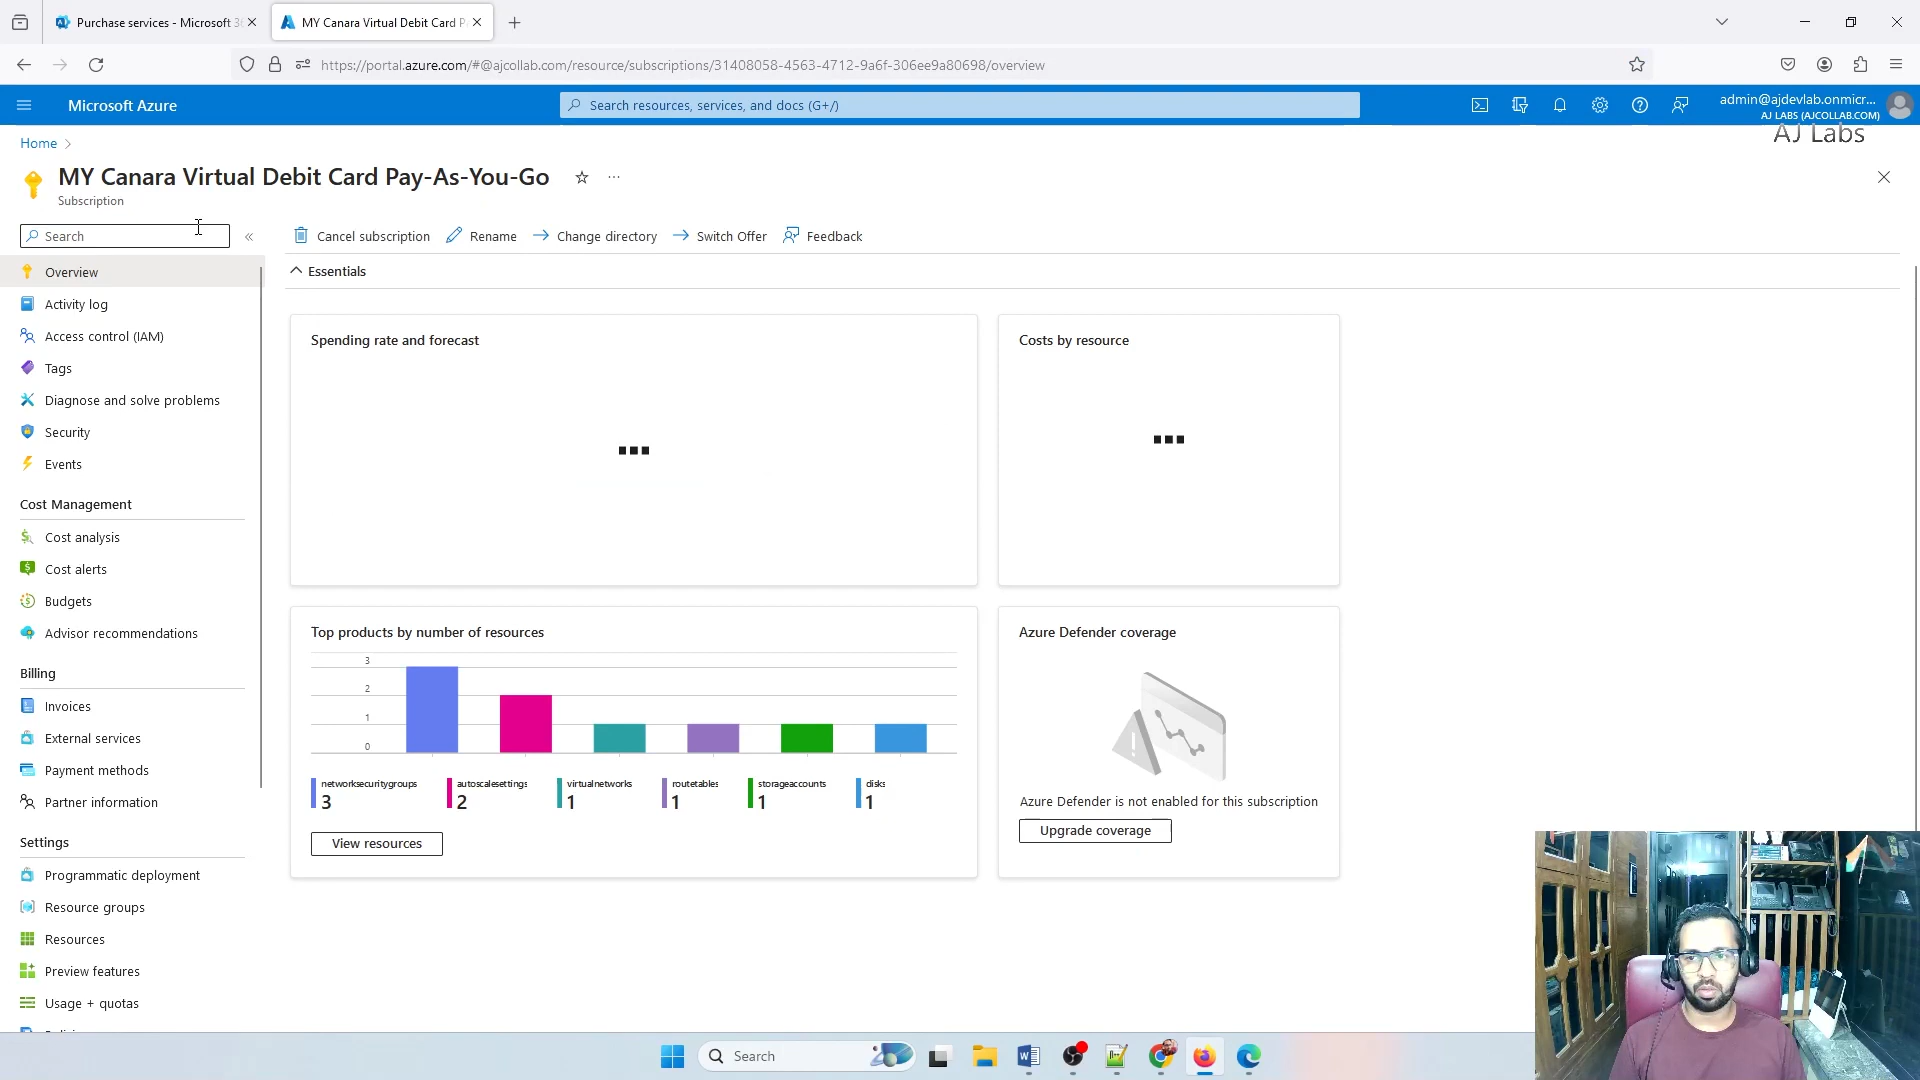 Purchase services - Microsoft 3
MY Canara Virtual Debit Card P
https://portal.azure.com/#@ajcollab.com/resource/subscriptions/31408058-4563-4712-9a6f-306ee9a80698/overview
Microsoft Azure
Search resources, services, and docs (G+/)
admin@ajdevlab.onmicr...
AJ LABS (AJCOLLAB.COM)
AJ Labs
Home
MY Canara Virtual Debit Card Pay-As-You-Go
Subscription
Search
Cancel subscription
Rename
Change directory
Switch Offer
Feedback
Overview
Activity log
Access control (IAM)
Tags
Diagnose and solve problems
Security
Events
Cost Management
Cost analysis
Cost alerts
Budgets
Advisor recommendations
Billing
Invoices
External services
Payment methods
Partner information
Settings
Programmatic deployment
Resource groups
Resources
Preview features
Usage + quotas
Essentials
Spending rate and forecast
Costs by resource
Top products by number of resources
3
2
1
0
networksecuritygroups
3
autoscalesettings
2
virtualnetworks
1
routetables
1
storageaccounts
1
disks
1
View resources
Azure Defender coverage
Azure Defender is not enabled for this subscription
Upgrade coverage
Search